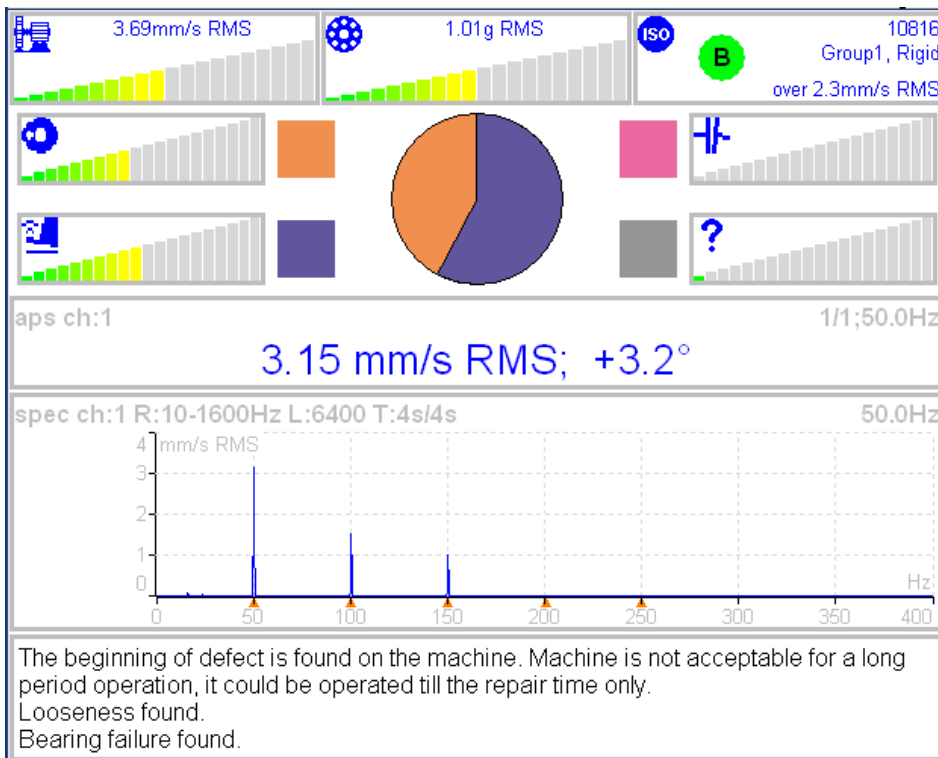 3.69mm/s RMS
1.01g RMS
ISO
B
10816
Group1, Rigid
over 2.3mm/s RMS
?
aps ch:1
1/1;50.0Hz
3.15 mm/s RMS; +3.2°
spec ch:1 R:10-1600Hz L:6400 T:4s/4s
50.0Hz
4 mm/s RMS
3
2
1
0
Hz
0 50 100 150 200 250 300 350 400
The beginning of defect is found on the machine. Machine is not acceptable for a long
period operation, it could be operated till the repair time only.
Looseness found.
Bearing failure found.